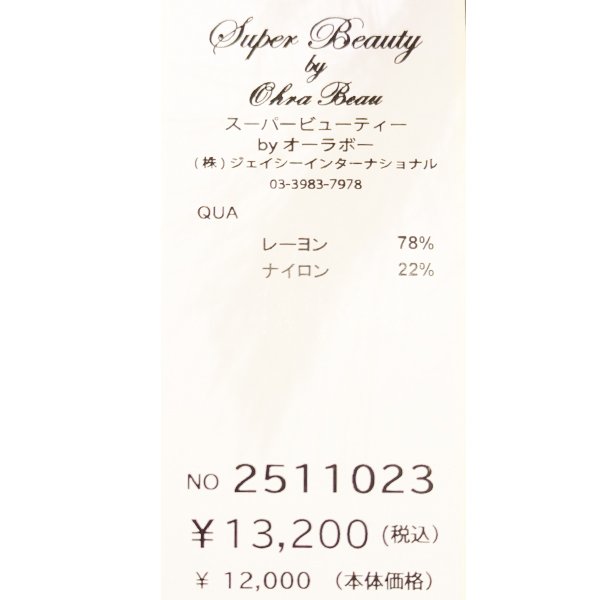 Super Beauty
by
Ohra Beau
スーパービューティー
by オーラボー
(株)ジェイシーインターナショナル
03-3983-7978
QUA
レーヨン 78%
ナイロン 22%
NO 2511023
¥13,200 (税込)
¥ 12,000 (本体価格)